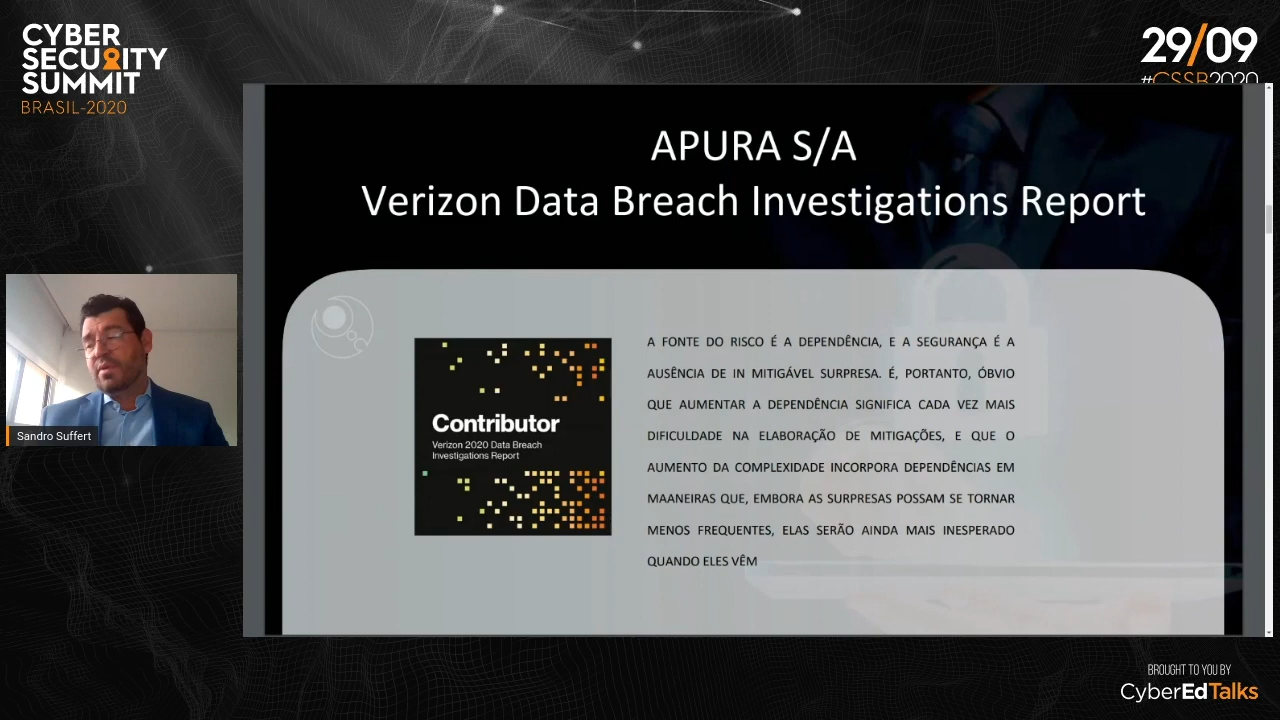 CYBER
SECURITY
SUMMIT
BRASIL-2020
29/09
#CSSB2020
APURA S/A
Verizon Data Breach Investigations Report
Contributor
Verizon 2020 Data Breach
Investigations Report
A FONTE DO RISCO É A DEPENDÊNCIA, E A SEGURANÇA É A
AUSÊNCIA DE IN MITIGÁVEL SURPRESA. É, PORTANTO, ÓBVIO
QUE AUMENTAR A DEPENDÊNCIA SIGNIFICA CADA VEZ MAIS
DIFICULDADE NA ELABORAÇÃO DE MITIGAÇÕES, E QUE O
AUMENTO DA COMPLEXIDADE INCORPORA DEPENDÊNCIAS EM
MAANEIRAS QUE, EMBORA AS SURPRESAS POSSAM SE TORNAR
MENOS FREQUENTES, ELAS SERÃO AINDA MAIS INESPERADO
QUANDO ELES VÊM
Sandro Suffert
BROUGHT TO YOU BY
CyberEdTalks